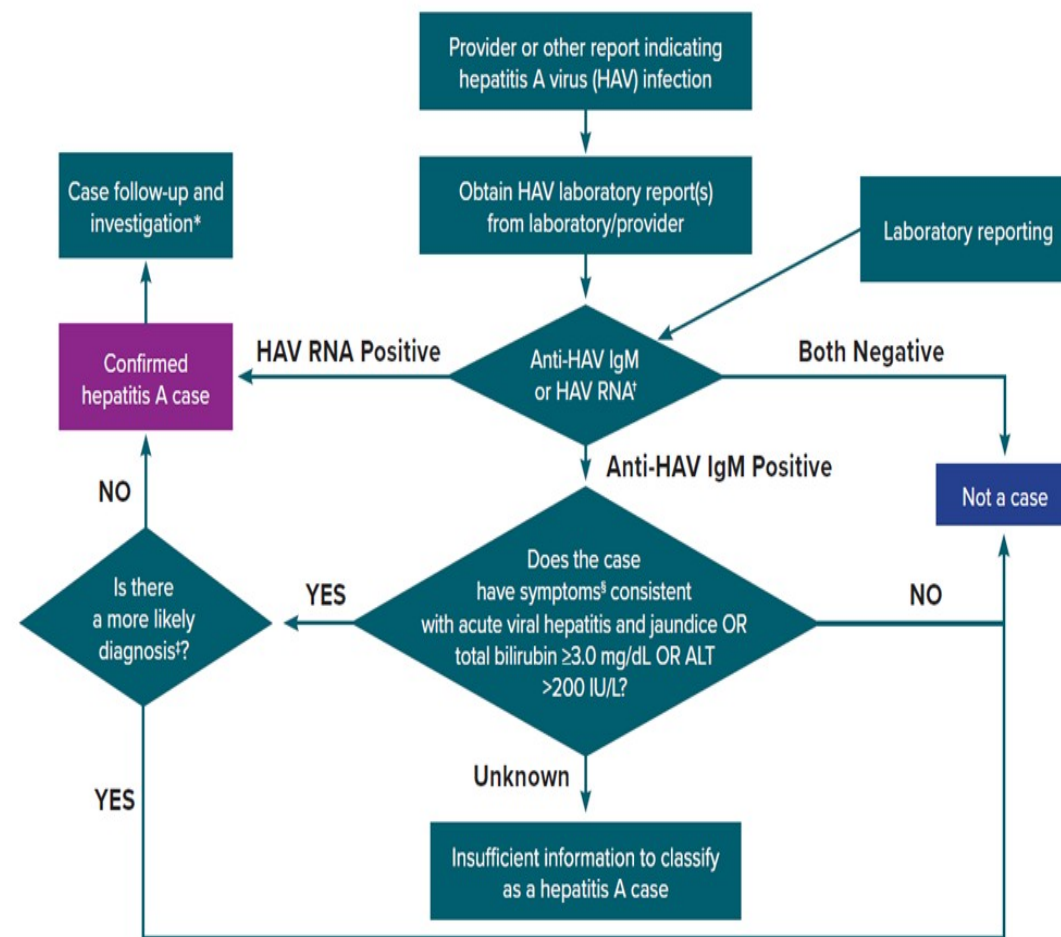 Provider or other report indicating
hepatitis A virus (HAV) infection
Case follow-up and
investigation*
Obtain HAV laboratory report(s)
from laboratory/provider
Laboratory reporting
HAV RNA Positive
Anti-HAV IgM
or HAV RNA†
Both Negative
Confirmed
hepatitis A case
Anti-HAV IgM Positive
NO
Not a case
Is there
a more likely
diagnosis‡?
YES
Does the case
have symptoms§ consistent
with acute viral hepatitis and jaundice OR
total bilirubin ≥3.0 mg/dL OR ALT
>200 IU/L?
NO
Unknown
YES
Insufficient information to classify
as a hepatitis A case